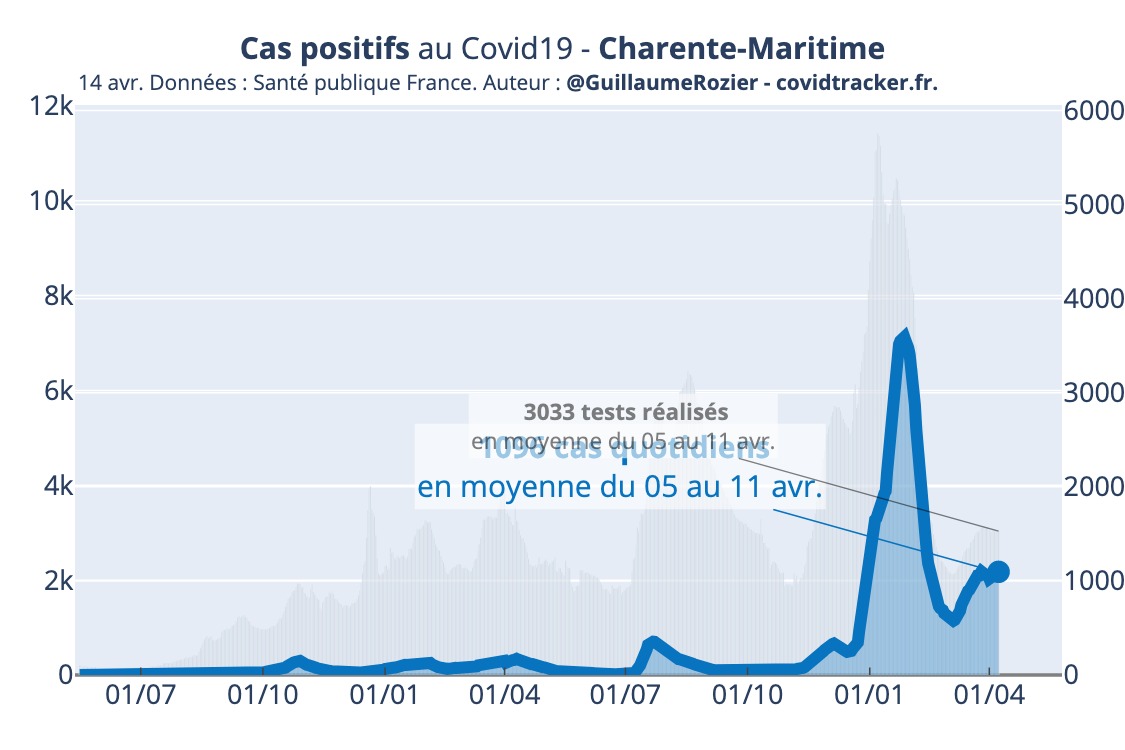 Cas positifs au Covid19 - Charente-Maritime
14 avr. Données : Santé publique France. Auteur : @GuillaumeRozier - covidtracker.fr.
12k
10k
8k
6k
4k
2k
0
6000
5000
4000
3000
2000
1000
0
3033 tests réalisés
en moyenne du 05 au 11 avr.
1096 cas quotidiens
en moyenne du 05 au 11 avr.
01/07 01/10 01/01 01/04 01/07 01/10 01/01 01/04